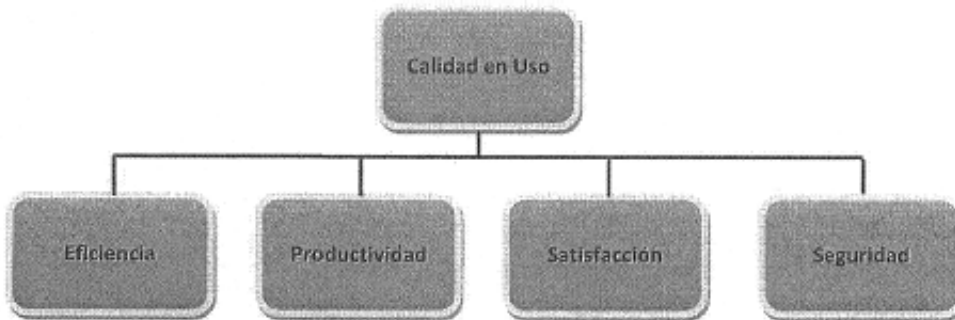 Calidad en Uso
Eficiencia
Productividad
Satisfacción
Seguridad